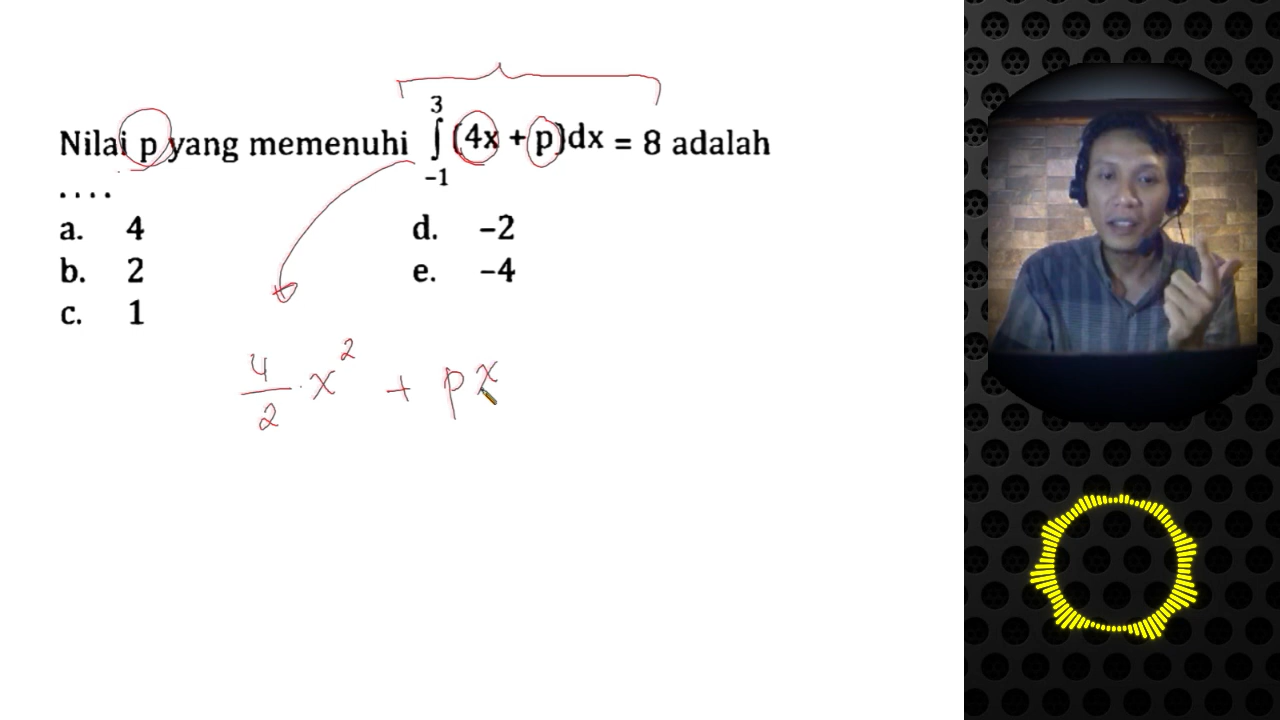 Nilai p yang memenuhi ∫₋₁³ (4x + p)dx = 8 adalah
....
a. 4
b. 2
c. 1
d. –2
e. –4
4/2 · x² + px